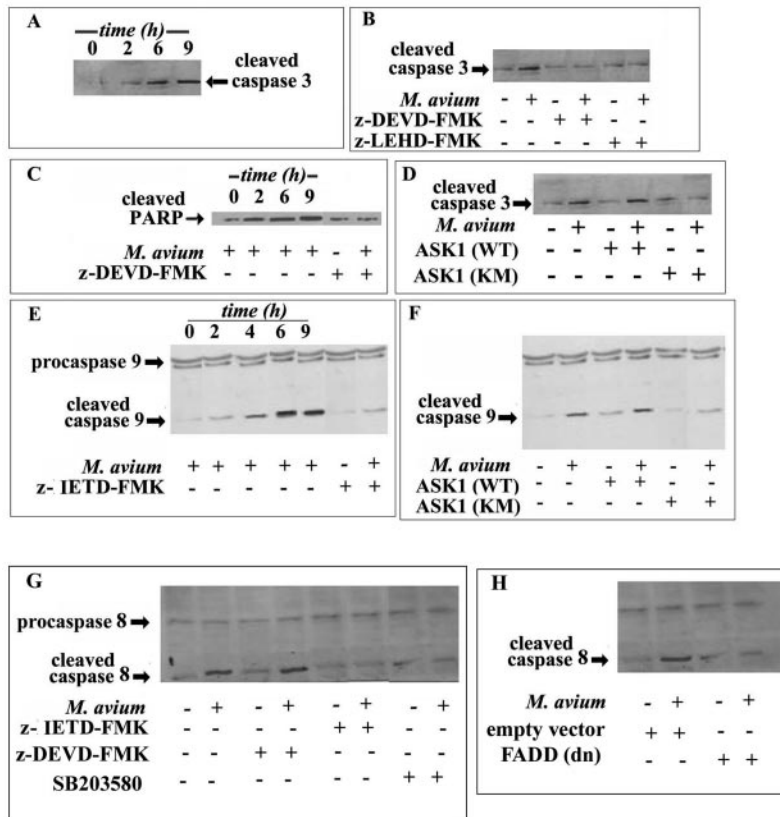 A
time (h)
0 2 6 9
cleaved
caspase 3
B
cleaved
caspase 3
- + - + - +
M. avium
z-DEVD-FMK - - + + - -
z-LEHD-FMK - - - - + +
C
time (h)
cleaved 0 2 6 9
PARP
M. avium + + + + - +
z-DEVD-FMK - - - - + +
D
cleaved
caspase 3
M. avium - + - + - +
ASK1 (WT) - - + + - -
ASK1 (KM) - - - - + +
E
time (h)
0 2 4 6 9
procaspase 9
cleaved
caspase 9
M. avium + + + + + - +
z- IETD-FMK - - - - - + +
F
cleaved
caspase 9
M. avium - + - + - +
ASK1 (WT) - - + + - -
ASK1 (KM) - - - - + +
G
procaspase 8
cleaved
caspase 8
M. avium - + - + - + - +
z- IETD-FMK - - - - + + - -
z-DEVD-FMK - - + + - - - -
SB203580 - - - - - - + +
H
cleaved
caspase 8
M. avium - + - +
empty vector + + - -
FADD (dn) - - + +